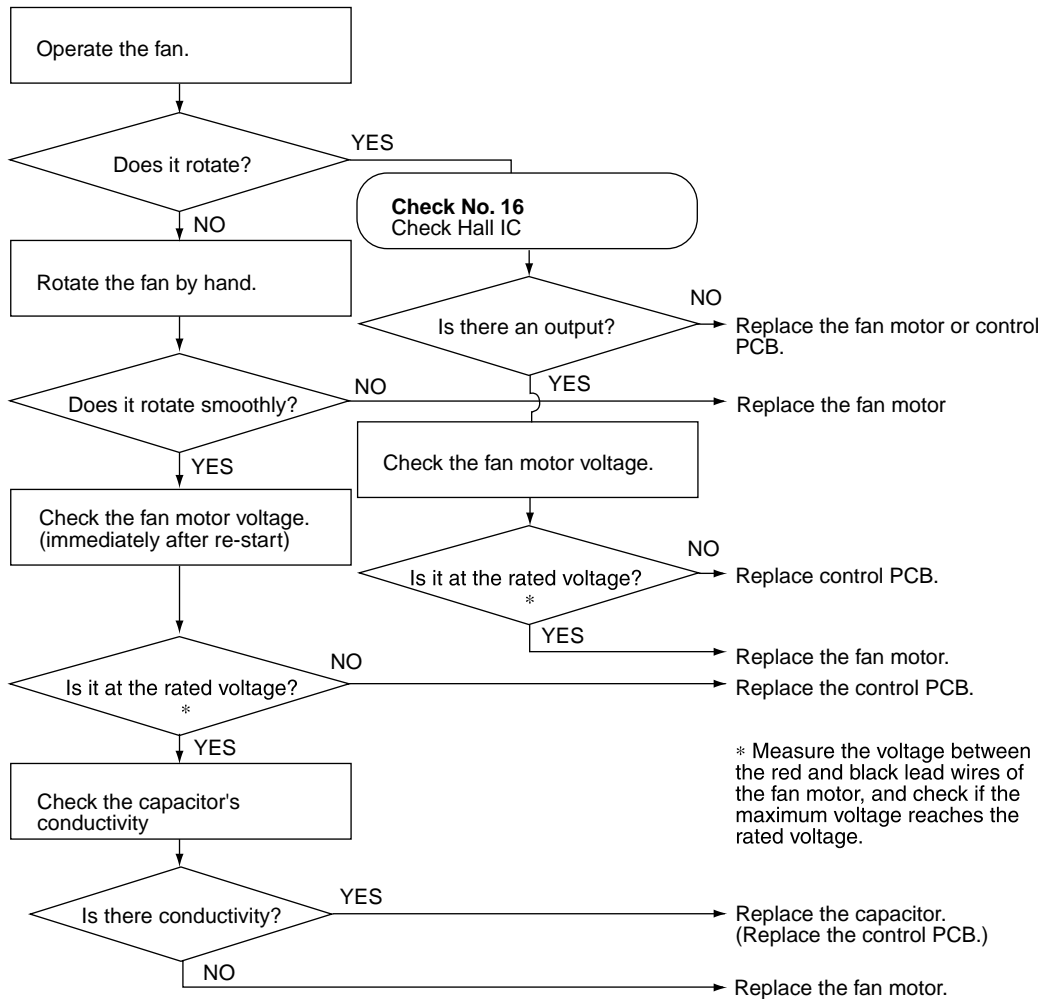 Operate the fan.
Does it rotate?
YES
NO
Check No. 16
Check Hall IC
Rotate the fan by hand.
Is there an output?
NO
Replace the fan motor or control
PCB.
YES
Does it rotate smoothly?
NO
Replace the fan motor
YES
Check the fan motor voltage.
Check the fan motor voltage.
(immediately after re-start)
Is it at the rated voltage?
*
NO
Replace control PCB.
YES
Replace the fan motor.
Is it at the rated voltage?
*
NO
Replace the control PCB.
YES
* Measure the voltage between
the red and black lead wires of
the fan motor, and check if the
maximum voltage reaches the
rated voltage.
Check the capacitor's
conductivity
Is there conductivity?
YES
Replace the capacitor.
(Replace the control PCB.)
NO
Replace the fan motor.